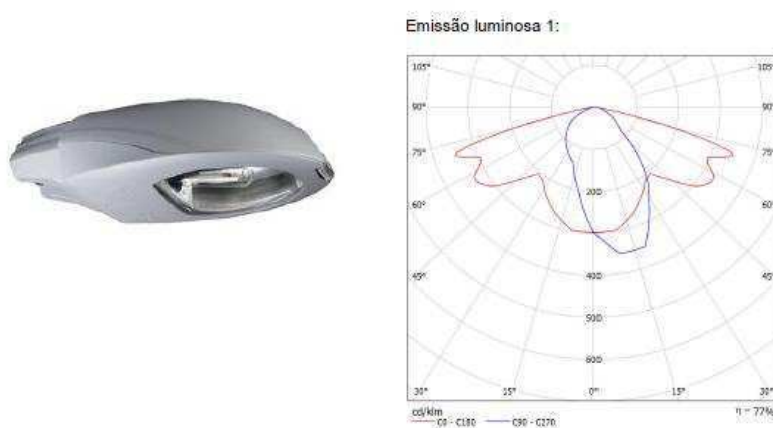 Emissão luminosa 1:
105° 105°
90° 90°
75° 75°
60° 60°
45° 45°
200
400
500
600
30° 15° 0° 15° 30°
cd/klm η = 77%
C0 - C180 C90 - C270